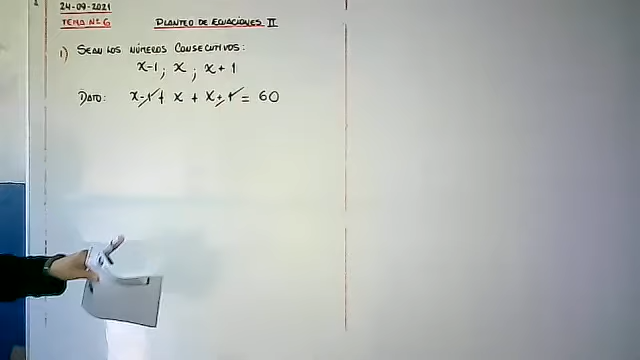 24-09-2021
TEMA Nº 6 PLANTEO DE ECUACIONES II
1) SEAN LOS NÚMEROS CONSECUTIVOS:
x-1 ; x ; x+1
DATO: x-1 + x + x+1 = 60